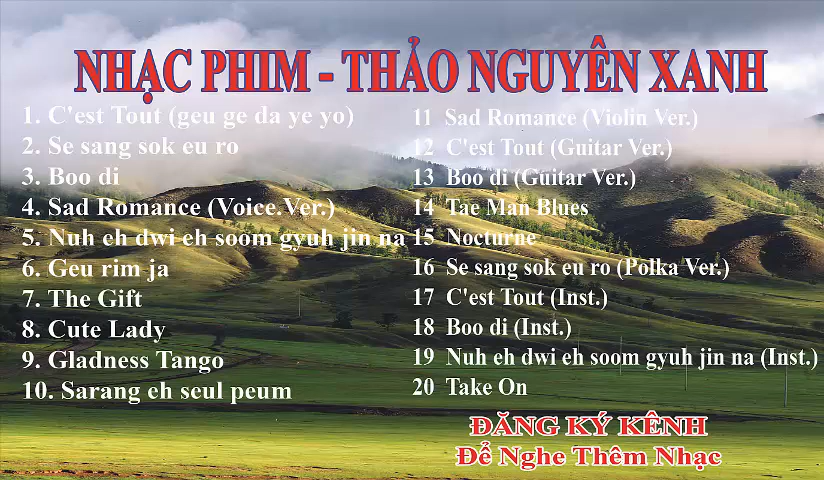 NHẠC PHIM - THẢO NGUYÊN XANH
1. C'est Tout (geu ge da ye yo)
2. Se sang sok eu ro
3. Boo di
4. Sad Romance (Voice.Ver.)
5. Nuh eh dwi eh soom gyuh jin na
6. Geu rim ja
7. The Gift
8. Cute Lady
9. Gladness Tango
10. Sarang eh seul peum
11 Sad Romance (Violin Ver.)
12 C'est Tout (Guitar Ver.)
13 Boo di (Guitar Ver.)
14 Tae Man Blues
15 Nocturne
16 Se sang sok eu ro (Polka Ver.)
17 C'est Tout (Inst.)
18 Boo di (Inst.)
19 Nuh eh dwi eh soom gyuh jin na (Inst.)
20 Take On
ĐĂNG KÝ KÊNH
Để Nghe Thêm Nhạc